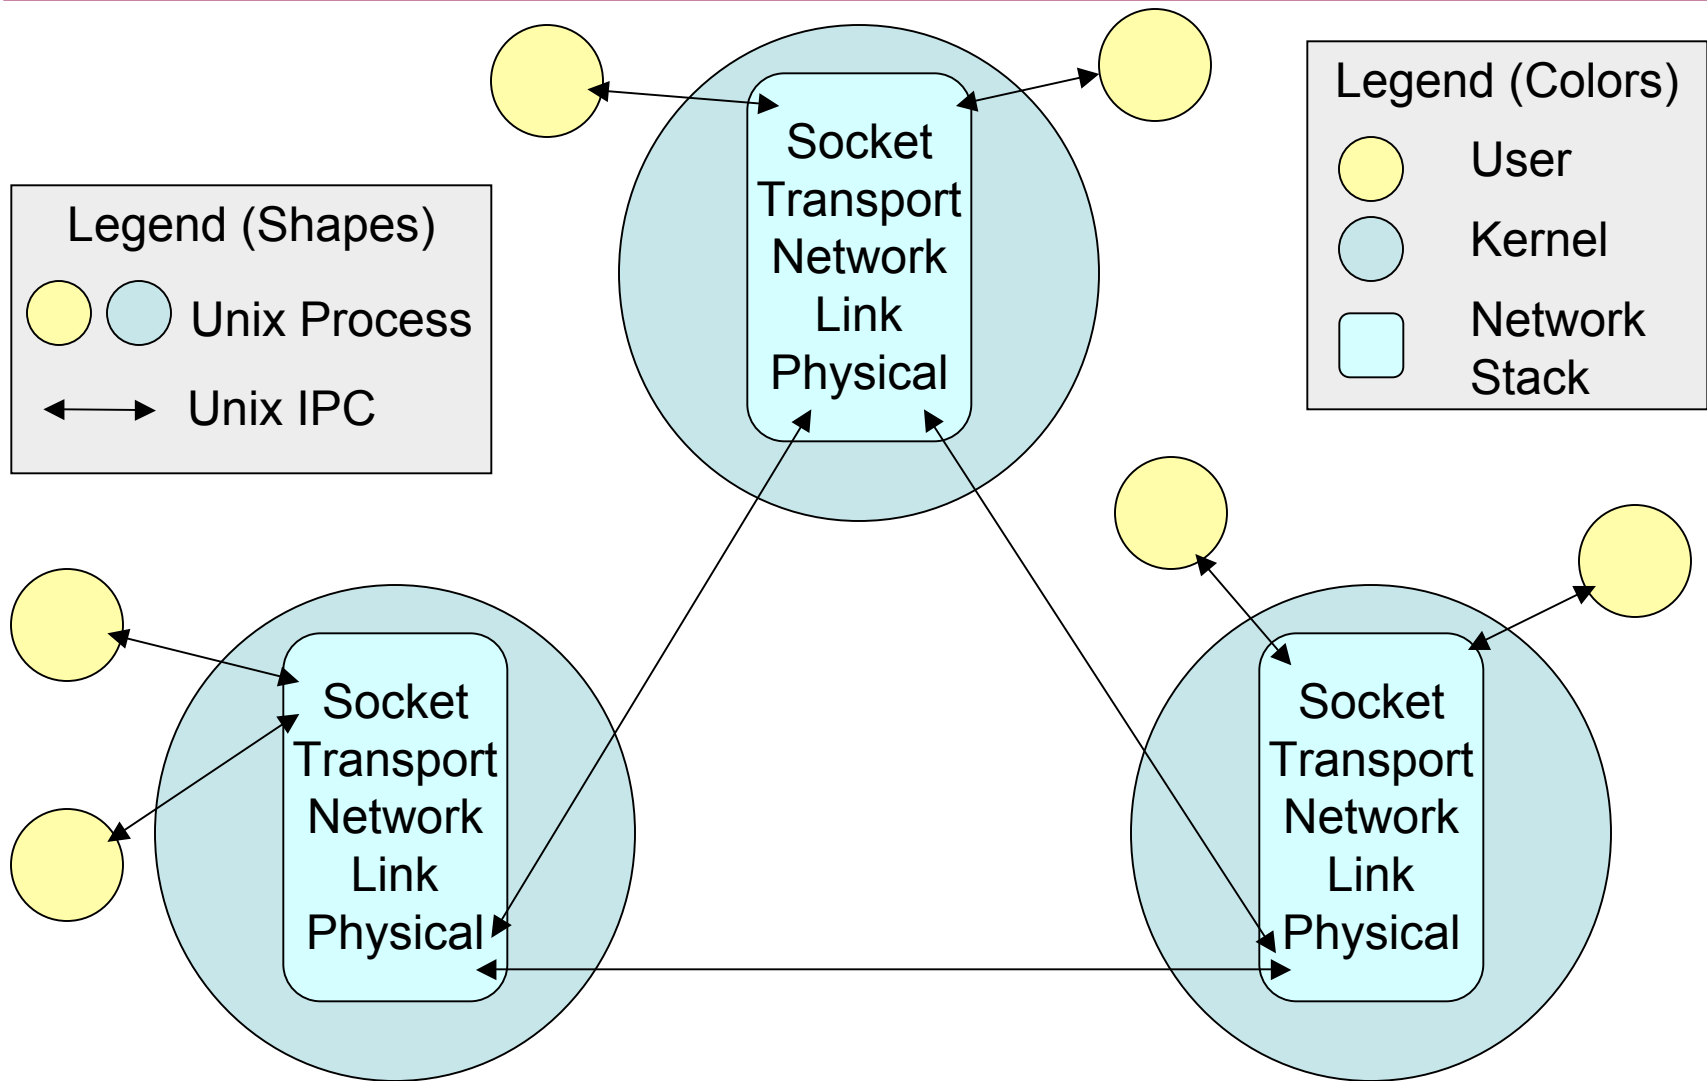 Legend (Shapes)
Unix Process
Unix IPC
Socket
Transport
Network
Link
Physical
Legend (Colors)
User
Kernel
Network
Stack
Socket
Transport
Network
Link
Physical
Socket
Transport
Network
Link
Physical